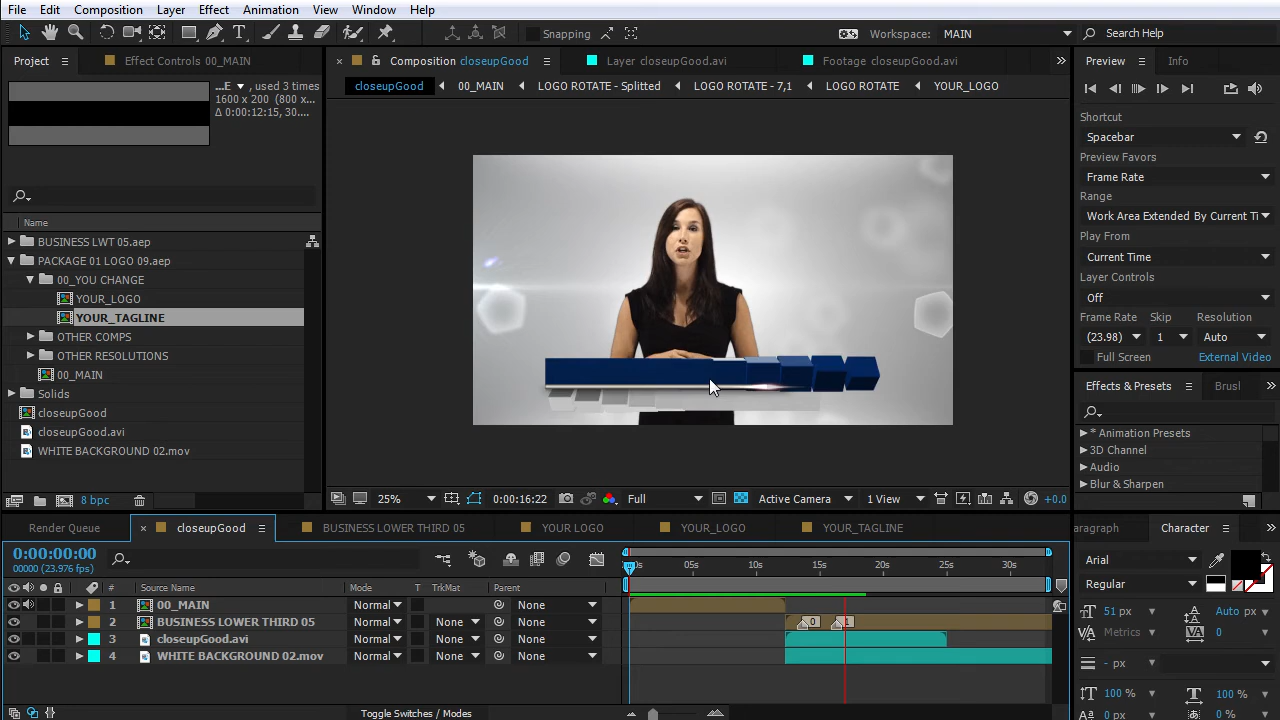 File Edit Composition Layer Effect Animation View Window Help
Snapping
Workspace: MAIN
Search Help
Project
Effect Controls 00_MAIN
...E ▼ , used 3 times
1600 x 200 (800 x...
Δ 0:00:12:15, 30....
Name
BUSINESS LWT 05.aep
PACKAGE 01 LOGO 09.aep
00_YOU CHANGE
YOUR_LOGO
YOUR_TAGLINE
OTHER COMPS
OTHER RESOLUTIONS
00_MAIN
Solids
closeupGood
closeupGood.avi
WHITE BACKGROUND 02.mov
8 bpc
Composition closeupGood
Layer closeupGood.avi
Footage closeupGood.avi
closeupGood 00_MAIN LOGO ROTATE - Splitted LOGO ROTATE - 7,1 LOGO ROTATE YOUR_LOGO
25% 0:00:16:22 Full Active Camera 1 View +0.0
Preview Info
Shortcut
Spacebar
Preview Favors
Frame Rate
Range
Work Area Extended By Current Ti
Play From
Current Time
Layer Controls
Off
Frame Rate Skip Resolution
(23.98) 1 Auto
Full Screen External Video
Effects & Presets Brusl
* Animation Presets
3D Channel
Audio
Blur & Sharpen
Render Queue closeupGood BUSINESS LOWER THIRD 05 YOUR LOGO YOUR_LOGO YOUR_TAGLINE
0:00:00:00
00000 (23.976 fps)
05s 10s 15s 20s 25s 30s
# Source Name Mode T TrkMat Parent
1 00_MAIN Normal None
2 BUSINESS LOWER THIRD 05 Normal None None 0 1
3 closeupGood.avi Normal None None
4 WHITE BACKGROUND 02.mov Normal None None
Toggle Switches / Modes
aragraph Character
Arial
Regular
51 px Auto px
Metrics 0
- px
100 % 100 %
0 px 0 %